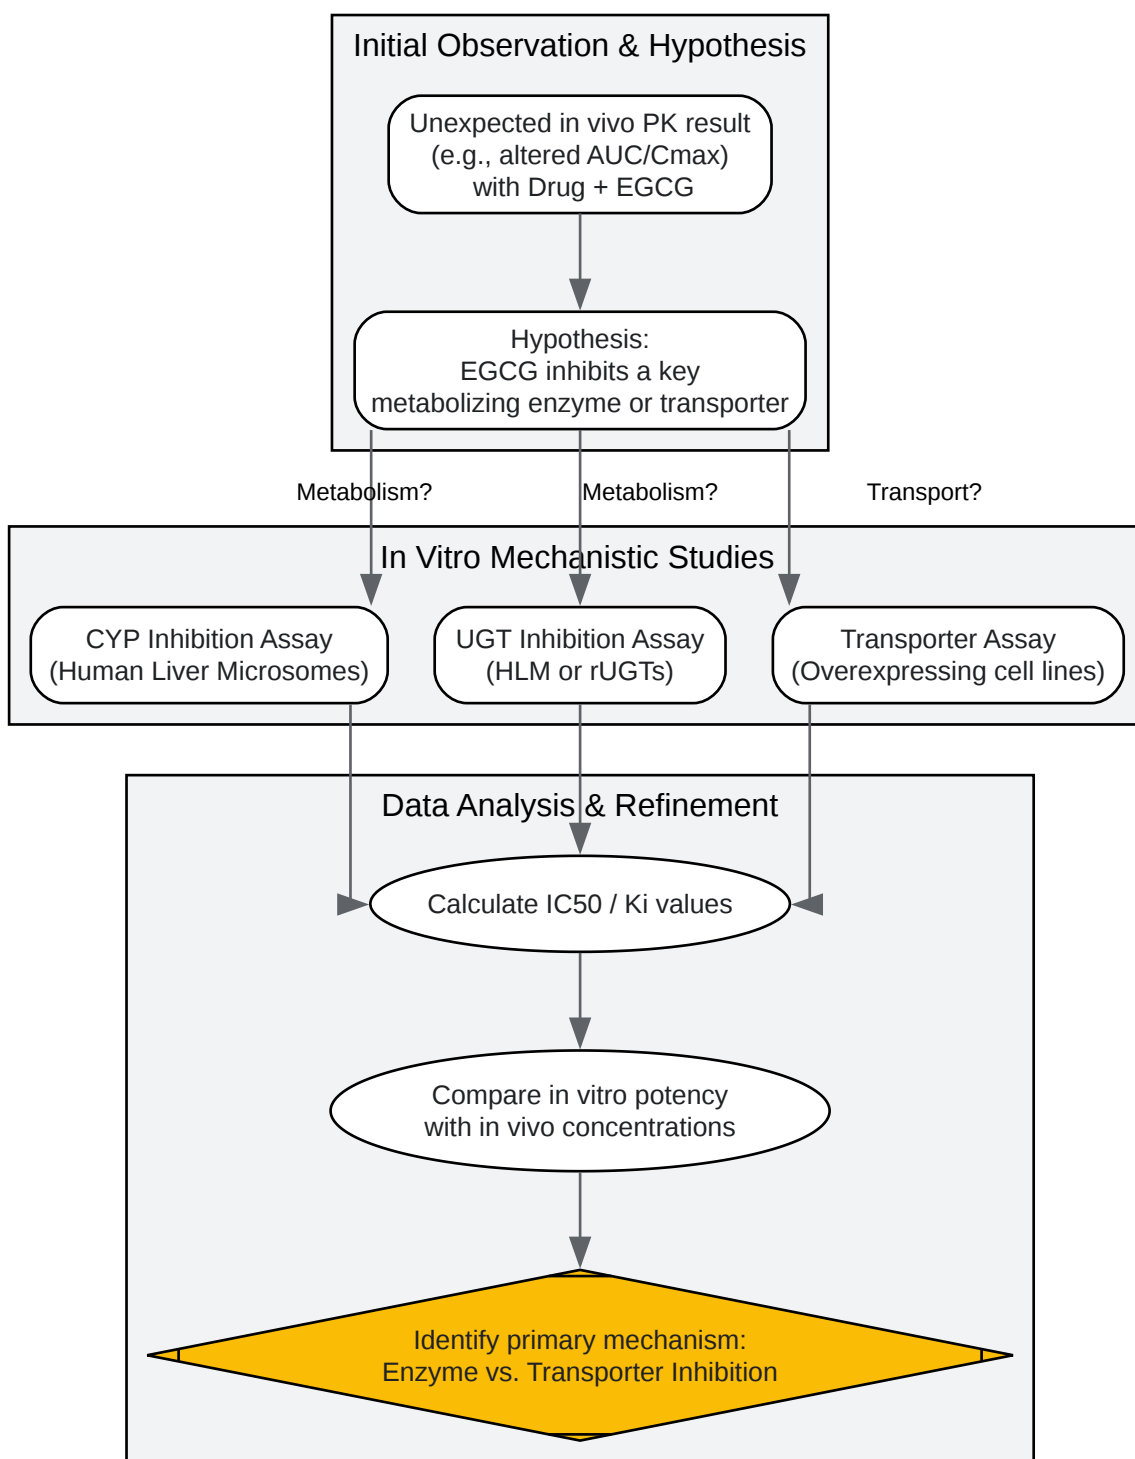 Initial Observation & Hypothesis
Unexpected in vivo PK result
(e.g., altered AUC/Cmax)
with Drug + EGCG
Hypothesis:
EGCG inhibits a key
metabolizing enzyme or transporter
Metabolism?
Metabolism?
Transport?
In Vitro Mechanistic Studies
CYP Inhibition Assay
(Human Liver Microsomes)
UGT Inhibition Assay
(HLM or rUGTs)
Transporter Assay
(Overexpressing cell lines)
Data Analysis & Refinement
Calculate IC50 / Ki values
Compare in vitro potency
with in vivo concentrations
Identify primary mechanism:
Enzyme vs. Transporter Inhibition